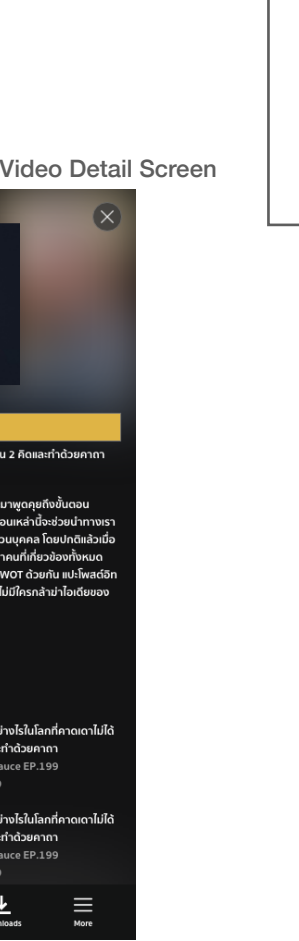 Video Detail Screen
น 2 คิดและทำด้วยคาถา
มาพูดคุยถึงขั้นตอน
อนเหล่านี้จะช่วยนำทางเรา
วนบุคคล โดยปกติแล้วเมื่อ
าคนที่เกี่ยวข้องทั้งหมด
WOT ด้วยกัน แปะโพสต์อิท
ไม่มีใครกล้าฆ่าไอเดียของ
ย่างไรในโลกที่คาดเดาไม่ได้
ะทำด้วยคาถา
auce EP.199
ย่างไรในโลกที่คาดเดาไม่ได้
ะทำด้วยคาถา
auce EP.199
nloads
More